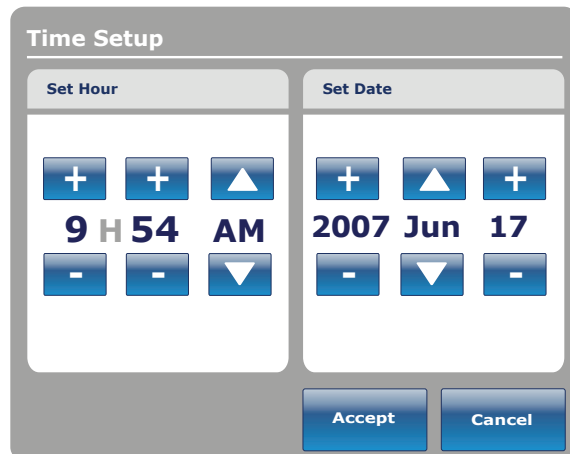 Time Setup
Set Hour
Set Date
+ + + +
9 H 54 AM 2007 Jun 17
- - - -
Accept Cancel